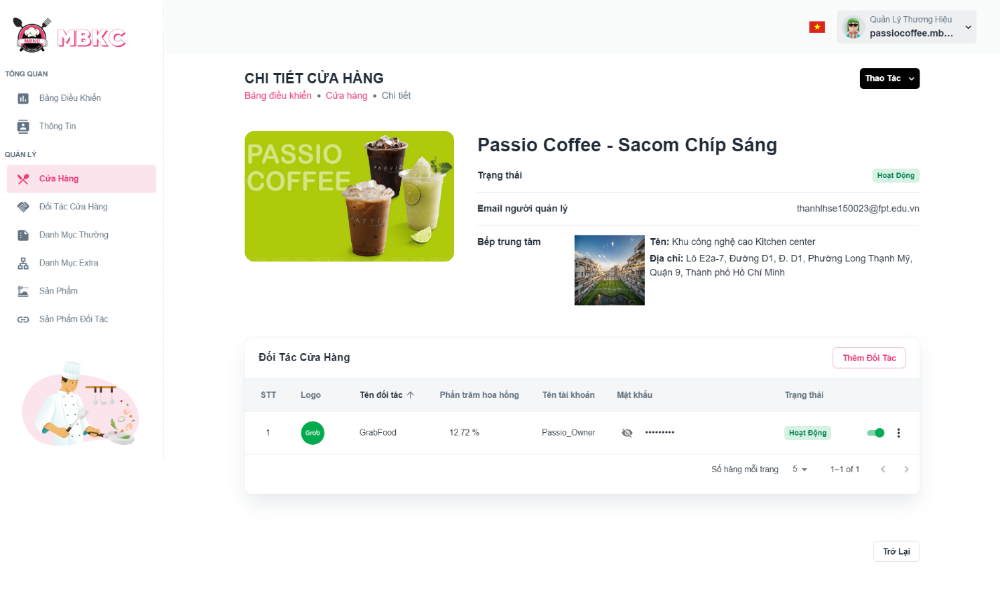 MBKC
MBKC
TỔNG QUAN
Bảng Điều Khiển
Thông Tin
QUẢN LÝ
Cửa Hàng
Đối Tác Cửa Hàng
Danh Mục Thường
Danh Mục Extra
Sản Phẩm
Sản Phẩm Đối Tác
Quản Lý Thương Hiệu
passiocoffee.mb...
CHI TIẾT CỬA HÀNG
Bảng điều khiển • Cửa hàng • Chi tiết
Thao Tác
PASSIO
COFFEE
PASSIO
PASSIO
Passio Coffee - Sacom Chíp Sáng
Trạng thái
Hoạt Động
Email người quản lý
thanhlhse150023@fpt.edu.vn
Bếp trung tâm
Tên: Khu công nghệ cao Kitchen center
Địa chỉ: Lô E2a-7, Đường D1, Đ. D1, Phường Long Thạnh Mỹ,
Quận 9, Thành phố Hồ Chí Minh
Đối Tác Cửa Hàng
Thêm Đối Tác
STT Logo Tên đối tác Phần trăm hoa hồng Tên tài khoản Mật khẩu Trạng thái
1 Grab GrabFood 12.72 % Passio_Owner ••••••••• Hoạt Động
Số hàng mỗi trang 5 1–1 of 1
Trở Lại